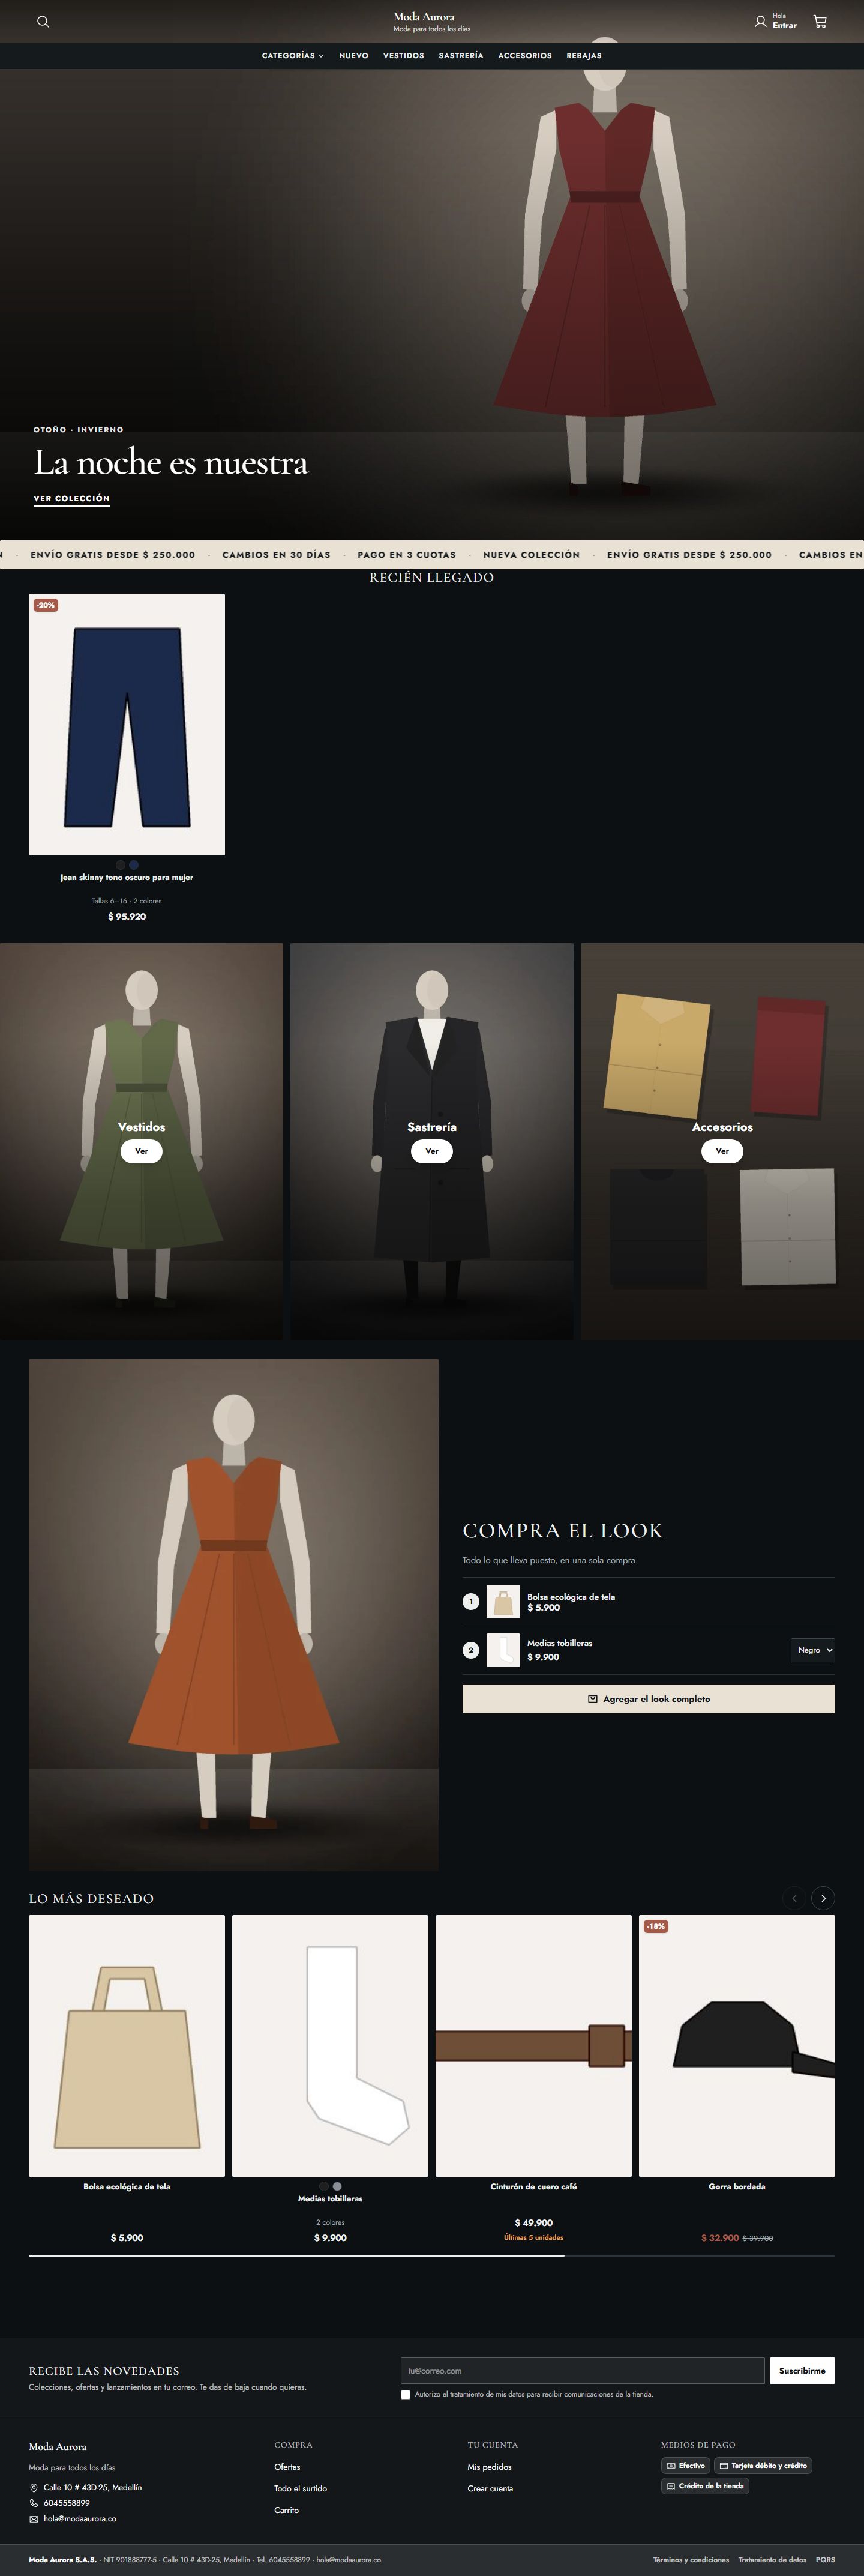 Moda Aurora
Moda para todos los días
Hola
Entrar
CATEGORÍAS NUEVO VESTIDOS SASTRERÍA ACCESORIOS REBAJAS
OTOÑO · INVIERNO
La noche es nuestra
VER COLECCIÓN
N · ENVÍO GRATIS DESDE $ 250.000 · CAMBIOS EN 30 DÍAS · PAGO EN 3 CUOTAS · NUEVA COLECCIÓN · ENVÍO GRATIS DESDE $ 250.000 · CAMBIOS EN
RECIÉN LLEGADO
-20%
Jean skinny tono oscuro para mujer
Tallas 6–16 · 2 colores
$ 95.920
Vestidos
Ver
Sastrería
Ver
Accesorios
Ver
COMPRA EL LOOK
Todo lo que lleva puesto, en una sola compra.
1
Bolsa ecológica de tela
$ 5.900
2
Medias tobilleras
$ 9.900
Negro
Agregar el look completo
LO MÁS DESEADO
Bolsa ecológica de tela
$ 5.900
Medias tobilleras
2 colores
$ 9.900
Cinturón de cuero café
$ 49.900
Últimas 5 unidades
-18%
Gorra bordada
$ 32.900 $ 39.900
RECIBE LAS NOVEDADES
Colecciones, ofertas y lanzamientos en tu correo. Te das de baja cuando quieras.
tu@correo.com
Suscribirme
Autorizo el tratamiento de mis datos para recibir comunicaciones de la tienda.
Moda Aurora
Moda para todos los días
Calle 10 # 43D-25, Medellín
6045558899
hola@modaaurora.co
COMPRA
Ofertas
Todo el surtido
Carrito
TU CUENTA
Mis pedidos
Crear cuenta
MEDIOS DE PAGO
Efectivo
Tarjeta débito y crédito
Crédito de la tienda
Moda Aurora S.A.S. · NIT 901888777-5 · Calle 10 # 43D-25, Medellín · Tel. 6045558899 · hola@modaaurora.co
Términos y condiciones Tratamiento de datos PQRS